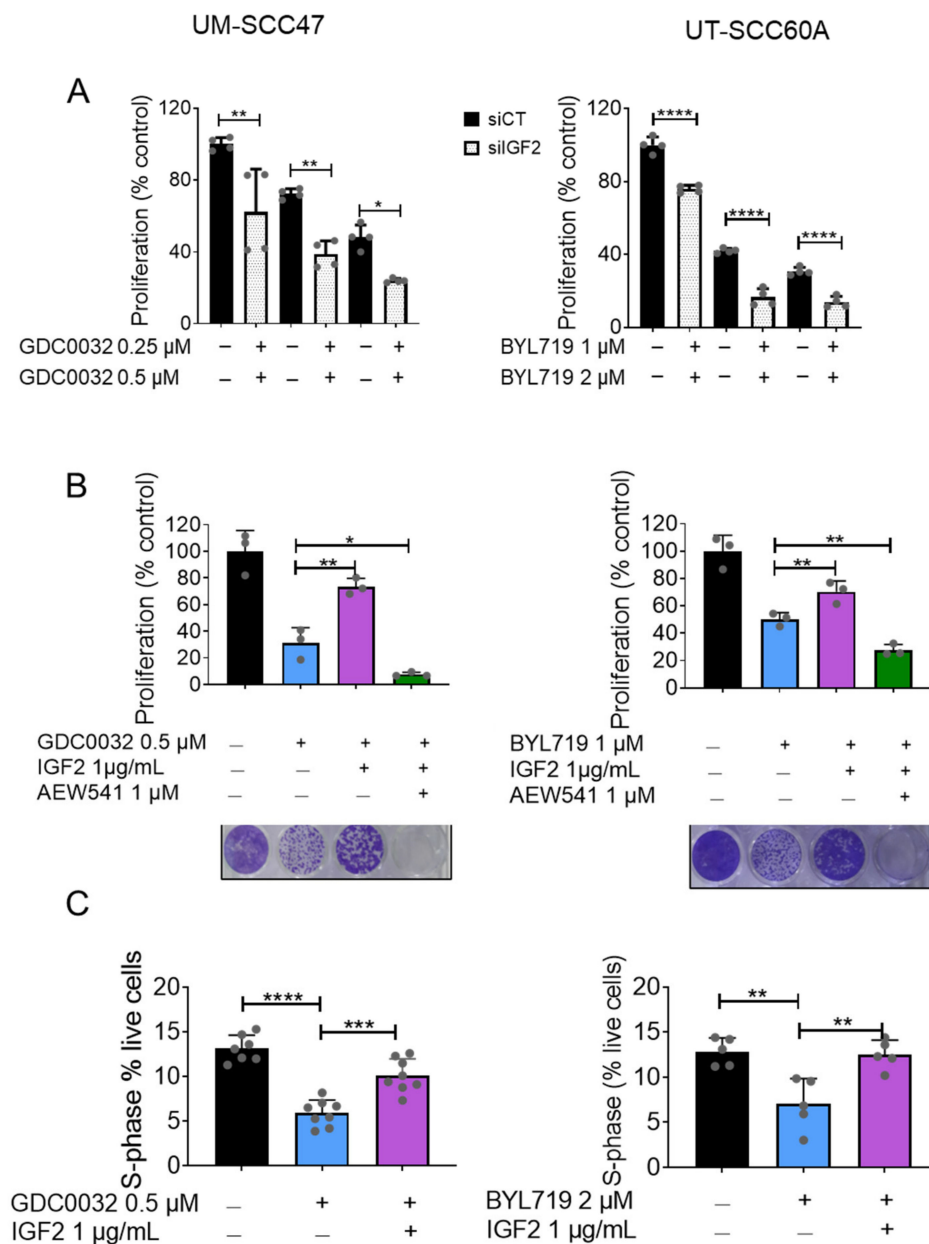 UM-SCC47
UT-SCC60A
A
Proliferation (% control)
120
80
40
0
** ** *
GDC0032 0.25 µM – + – + – +
GDC0032 0.5 µM – + – + – +
siCT
siIGF2
Proliferation (% control)
120
80
40
0
**** **** ****
BYL719 1 µM – + – + – +
BYL719 2 µM – + – + – +
B
Proliferation (% control)
120
100
80
60
40
20
0
*
**
GDC0032 0.5 µM – + + +
IGF2 1µg/mL – + +
AEW541 1 µM – +
Proliferation (% control)
120
100
80
60
40
20
0
**
**
BYL719 1 µM – + + +
IGF2 1µg/mL – + +
AEW541 1 µM – +
C
S-phase % live cells
20
15
10
5
0
**** ***
GDC0032 0.5 µM – + +
IGF2 1 µg/mL – +
S-phase (% live cells)
20
15
10
5
0
** **
BYL719 2 µM – + +
IGF2 1 µg/mL – +